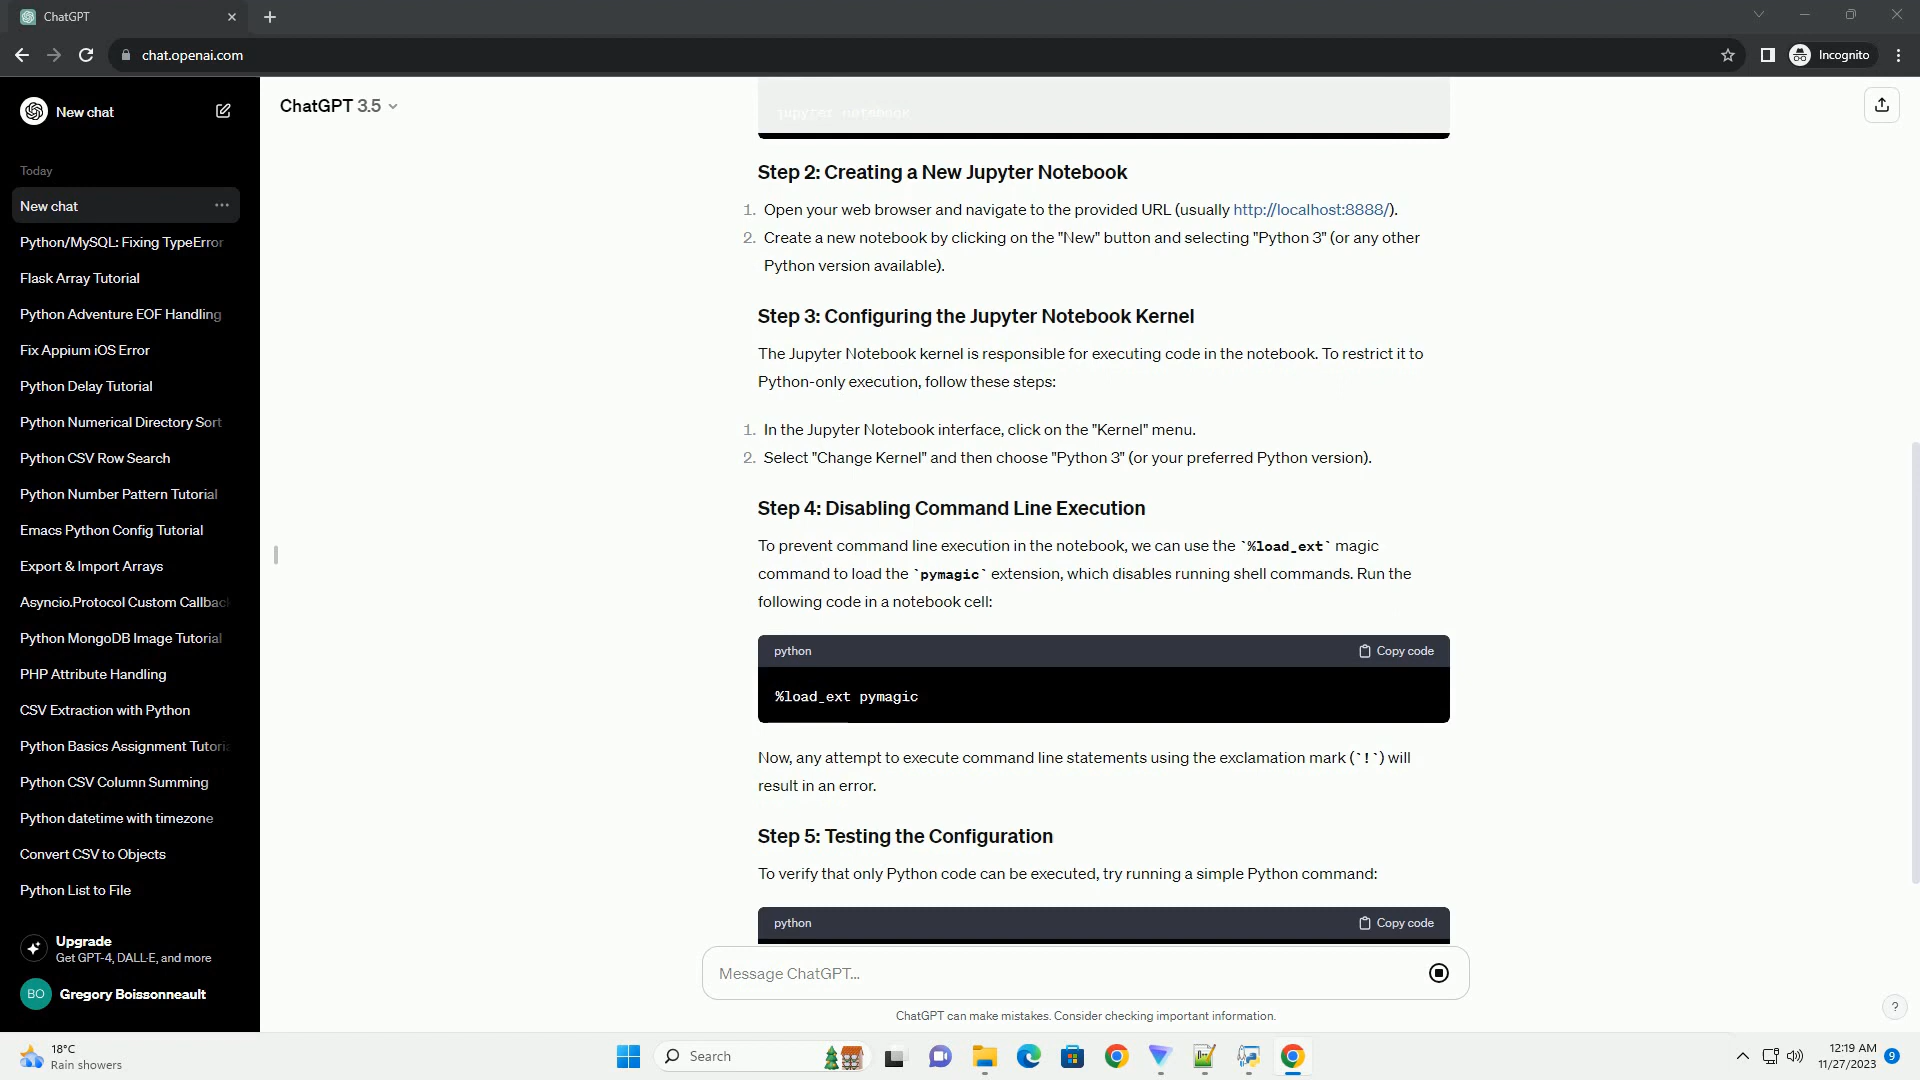 ChatGPT
chat.openai.com
Incognito
New chat
ChatGPT 3.5
Today
New chat
Python/MySQL: Fixing TypeError
Flask Array Tutorial
Python Adventure EOF Handling
Fix Appium iOS Error
Python Delay Tutorial
Python Numerical Directory Sort
Python CSV Row Search
Python Number Pattern Tutorial
Emacs Python Config Tutorial
Export & Import Arrays
Asyncio.Protocol Custom Callbac
Python MongoDB Image Tutorial
PHP Attribute Handling
CSV Extraction with Python
Python Basics Assignment Tutoria
Python CSV Column Summing
Python datetime with timezone
Convert CSV to Objects
Python List to File
Upgrade
Get GPT-4, DALL·E, and more
BO
Gregory Boissonneault
jupyter notebook
Step 2: Creating a New Jupyter Notebook
1. Open your web browser and navigate to the provided URL (usually http://localhost:8888/).
2. Create a new notebook by clicking on the "New" button and selecting "Python 3" (or any other
Python version available).
Step 3: Configuring the Jupyter Notebook Kernel
The Jupyter Notebook kernel is responsible for executing code in the notebook. To restrict it to
Python-only execution, follow these steps:
1. In the Jupyter Notebook interface, click on the "Kernel" menu.
2. Select "Change Kernel" and then choose "Python 3" (or your preferred Python version).
Step 4: Disabling Command Line Execution
To prevent command line execution in the notebook, we can use the `%load_ext` magic
command to load the `pymagic` extension, which disables running shell commands. Run the
following code in a notebook cell:
python
Copy code
%load_ext pymagic
Now, any attempt to execute command line statements using the exclamation mark (`!`) will
result in an error.
Step 5: Testing the Configuration
To verify that only Python code can be executed, try running a simple Python command:
python
Copy code
Message ChatGPT...
ChatGPT can make mistakes. Consider checking important information.
?
18°C
Rain showers
Search
12:19 AM
11/27/2023
9